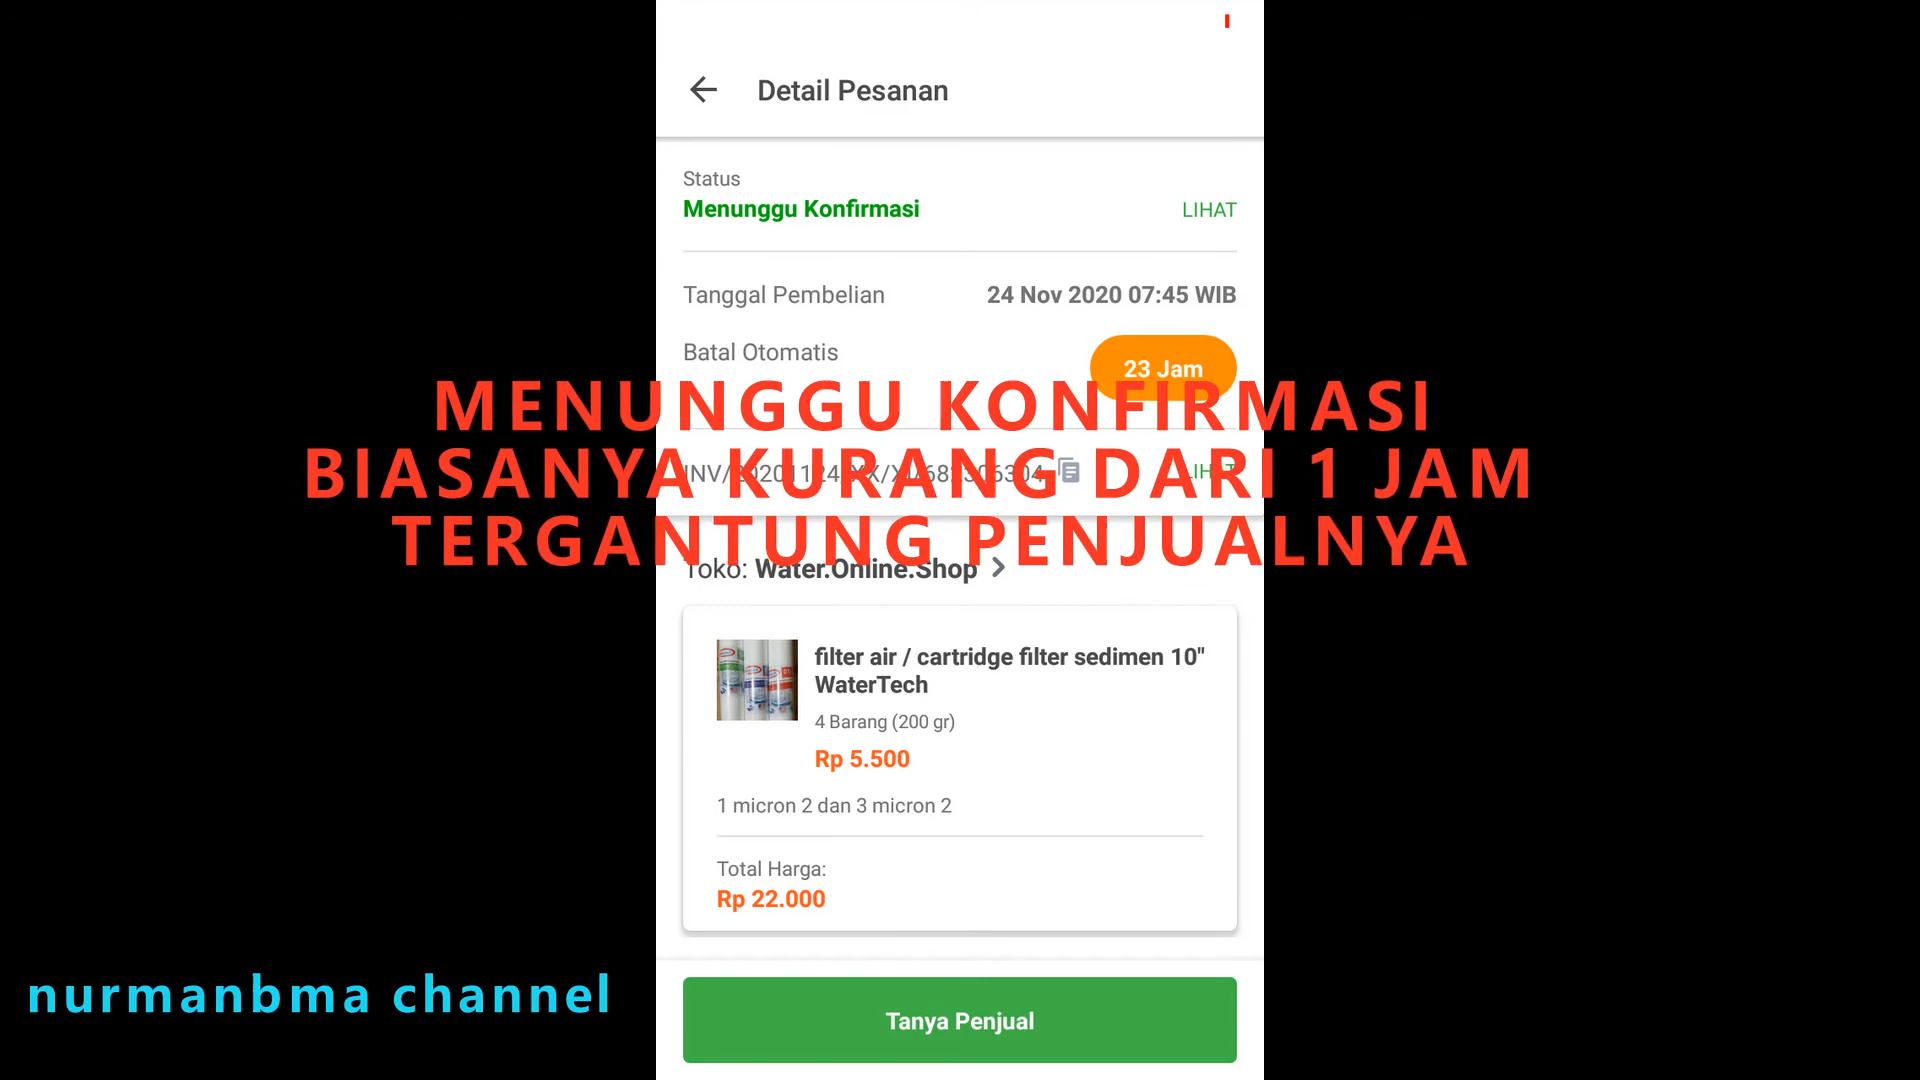 Detail Pesanan
Status
Menunggu Konfirmasi LIHAT
Tanggal Pembelian 24 Nov 2020 07:45 WIB
Batal Otomatis 23 Jam
MENUNGGU KONFIRMASI
BIASANYA KURANG DARI 1 JAM
TERGANTUNG PENJUALNYA
LIHAT
Toko: Water.Online.Shop
filter air / cartridge filter sedimen 10"
WaterTech
4 Barang (200 gr)
Rp 5.500
1 micron 2 dan 3 micron 2
Total Harga:
Rp 22.000
nurmanbma channel
Tanya Penjual